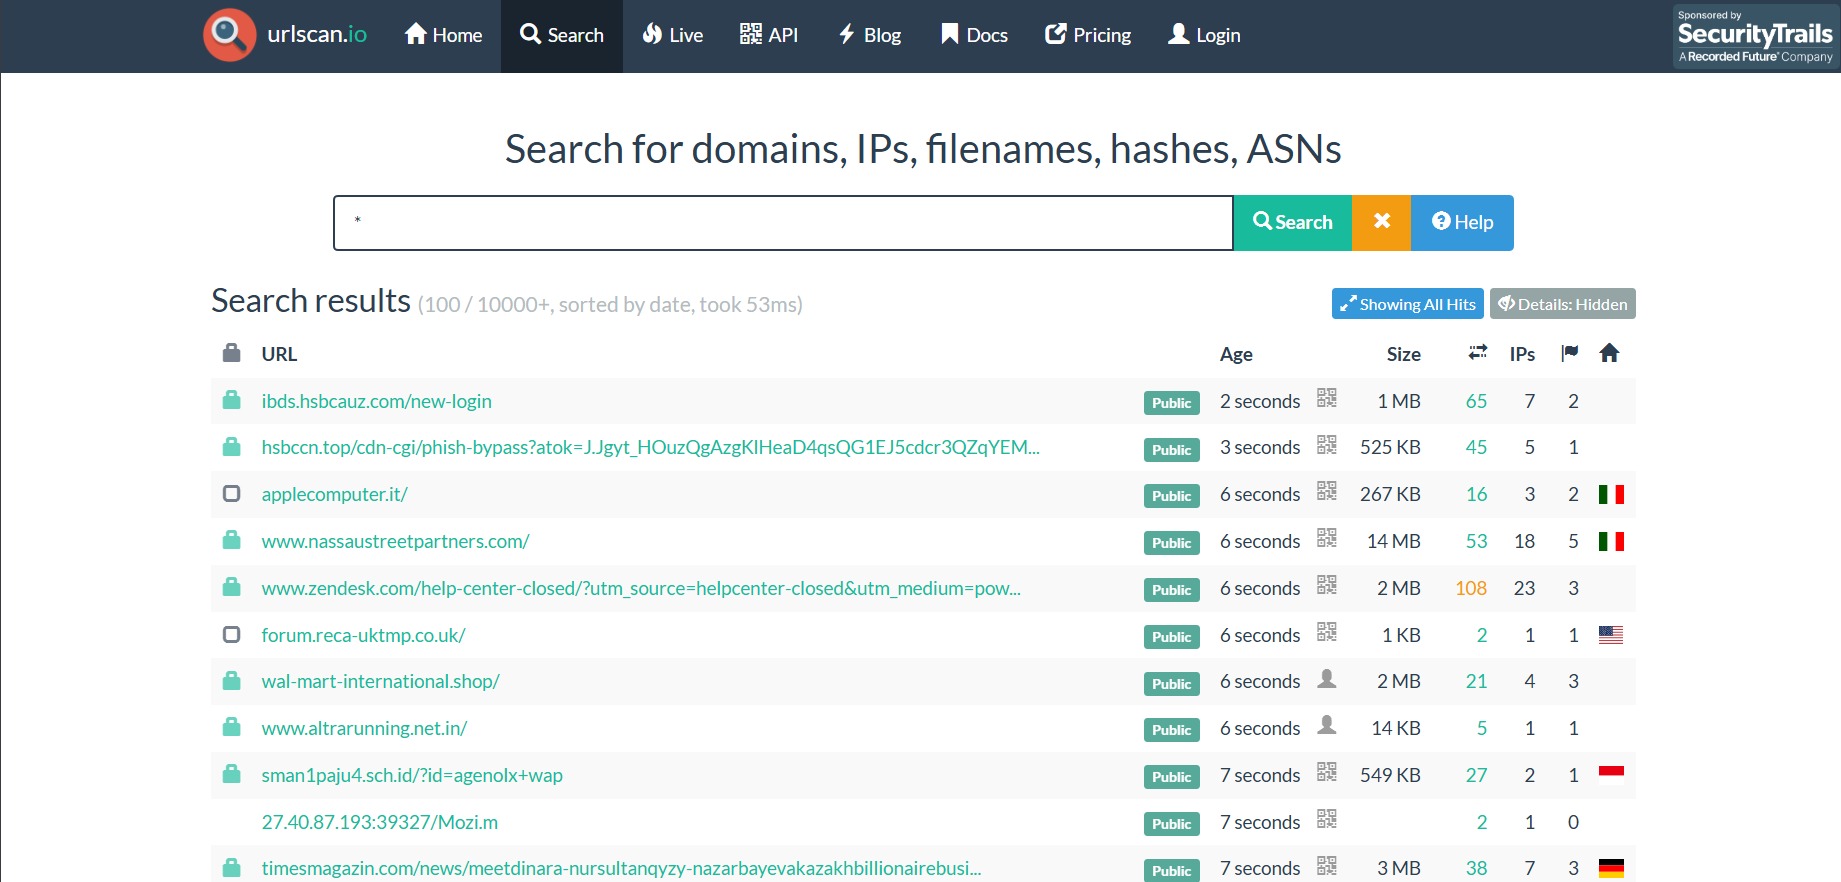 urlscan.io Home Search Live API Blog Docs Pricing Login
Sponsored by
SecurityTrails
A Recorded Future® Company
Search for domains, IPs, filenames, hashes, ASNs
* Search Help
Search results (100 / 10000+, sorted by date, took 53ms) Showing All Hits Details: Hidden
URL Age Size IPs
ibds.hsbcauz.com/new-login Public 2 seconds 1 MB 65 7 2
hsbccn.top/cdn-cgi/phish-bypass?atok=J.Jgyt_HOuzQgAzgKlHeaD4qsQG1EJ5cdcr3QZqYEM... Public 3 seconds 525 KB 45 5 1
applecomputer.it/ Public 6 seconds 267 KB 16 3 2
www.nassaustreetpartners.com/ Public 6 seconds 14 MB 53 18 5
www.zendesk.com/help-center-closed/?utm_source=helpcenter-closed&utm_medium=pow... Public 6 seconds 2 MB 108 23 3
forum.reca-uktmp.co.uk/ Public 6 seconds 1 KB 2 1 1
wal-mart-international.shop/ Public 6 seconds 2 MB 21 4 3
www.altrarunning.net.in/ Public 6 seconds 14 KB 5 1 1
sman1paju4.sch.id/?id=agenolx+wap Public 7 seconds 549 KB 27 2 1
27.40.87.193:39327/Mozi.m Public 7 seconds 2 1 0
timesmagazin.com/news/meetdinara-nursultanqyzy-nazarbayevakazakhbillionairebusi... Public 7 seconds 3 MB 38 7 3